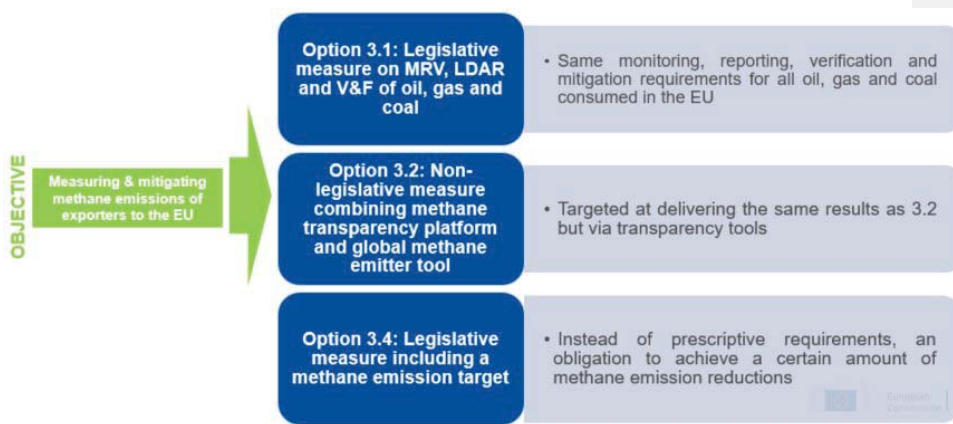 OBJECTIVE
Measuring & mitigating
methane emissions of
exporters to the EU
Option 3.1: Legislative
measure on MRV, LDAR
and V&F of oil, gas and
coal
• Same monitoring, reporting, verification and
mitigation requirements for all oil, gas and coal
consumed in the EU
Option 3.2: Non-
legislative measure
combining methane
transparency platform
and global methane
emitter tool
• Targeted at delivering the same results as 3.2
but via transparency tools
Option 3.4: Legislative
measure including a
methane emission target
• Instead of prescriptive requirements, an
obligation to achieve a certain amount of
methane emission reductions
European
Commission